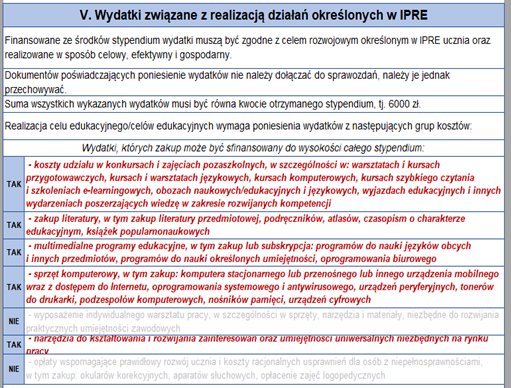 V. Wydatki związane z realizacją działań określonych w IPRE
Finansowane ze środków stypendium wydatki muszą być zgodne z celem rozwojowym określonym w IPRE ucznia oraz
realizowane w sposób celowy, efektywny i gospodarny.
Dokumentów poświadczających poniesienie wydatków nie należy dołączać do sprawozdań, należy je jednak
przechowywać.
Suma wszystkich wykazanych wydatków musi być równa kwocie otrzymanego stypendium, tj. 6000 zł.
Realizacja celu edukacyjnego/celów edukacyjnych wymaga poniesienia wydatków z następujących grup kosztów:
Wydatki, których zakup może być sfinansowany do wysokości całego stypendium:
- koszty udziału w konkursach i zajęciach pozaszkolnych, w szczególności w: warsztatach i kursach
przygotowawczych, kursach i warsztatach językowych, kursach komputerowych, kursach szybkiego czytania
TAK i szkoleniach e-learningowych, obozach naukowych/edukacyjnych i językowych, wyjazdach edukacyjnych i innych
wydarzeniach poszerzających wiedzę w zakresie rozwijanych kompetencji
TAK - zakup literatury, w tym zakup literatury przedmiotowej, podręczników, atlasów, czasopism o charakterze
edukacyjnym, książek popularnonaukowych
TAK - multimedialne programy edukacyjne, w tym zakup lub subskrypcja: programów do nauki języków obcych
i innych przedmiotów, programów do nauki określonych umiejętności, oprogramowania biurowego
- sprzęt komputerowy, w tym zakup: komputera stacjonarnego lub przenośnego lub innego urządzenia mobilnego
TAK wraz z dostępem do Internetu, oprogramowania systemowego i antywirusowego, urządzeń peryferyjnych, tonerów
do drukarki, podzespołów komputerowych, nośników pamięci, urządzeń cyfrowych
NIE - wyposażenie indywidualnego warsztatu pracy, w szczególności w sprzęty, narzędzia i materiały, niezbędne do rozwijania
praktycznych umiejętności zawodowych
TAK - narzędzia do kształtowania i rozwijania zainteresowań oraz umiejętności uniwersalnych niezbędnych na rynku
pracy
NIE - opłaty wspomagające prawidłowy rozwój ucznia i koszty racjonalnych usprawnień dla osób z niepełnosprawnościami,
w tym zakup: okularów korekcyjnych, aparatów słuchowych, opłacenie zajęć logopedycznych